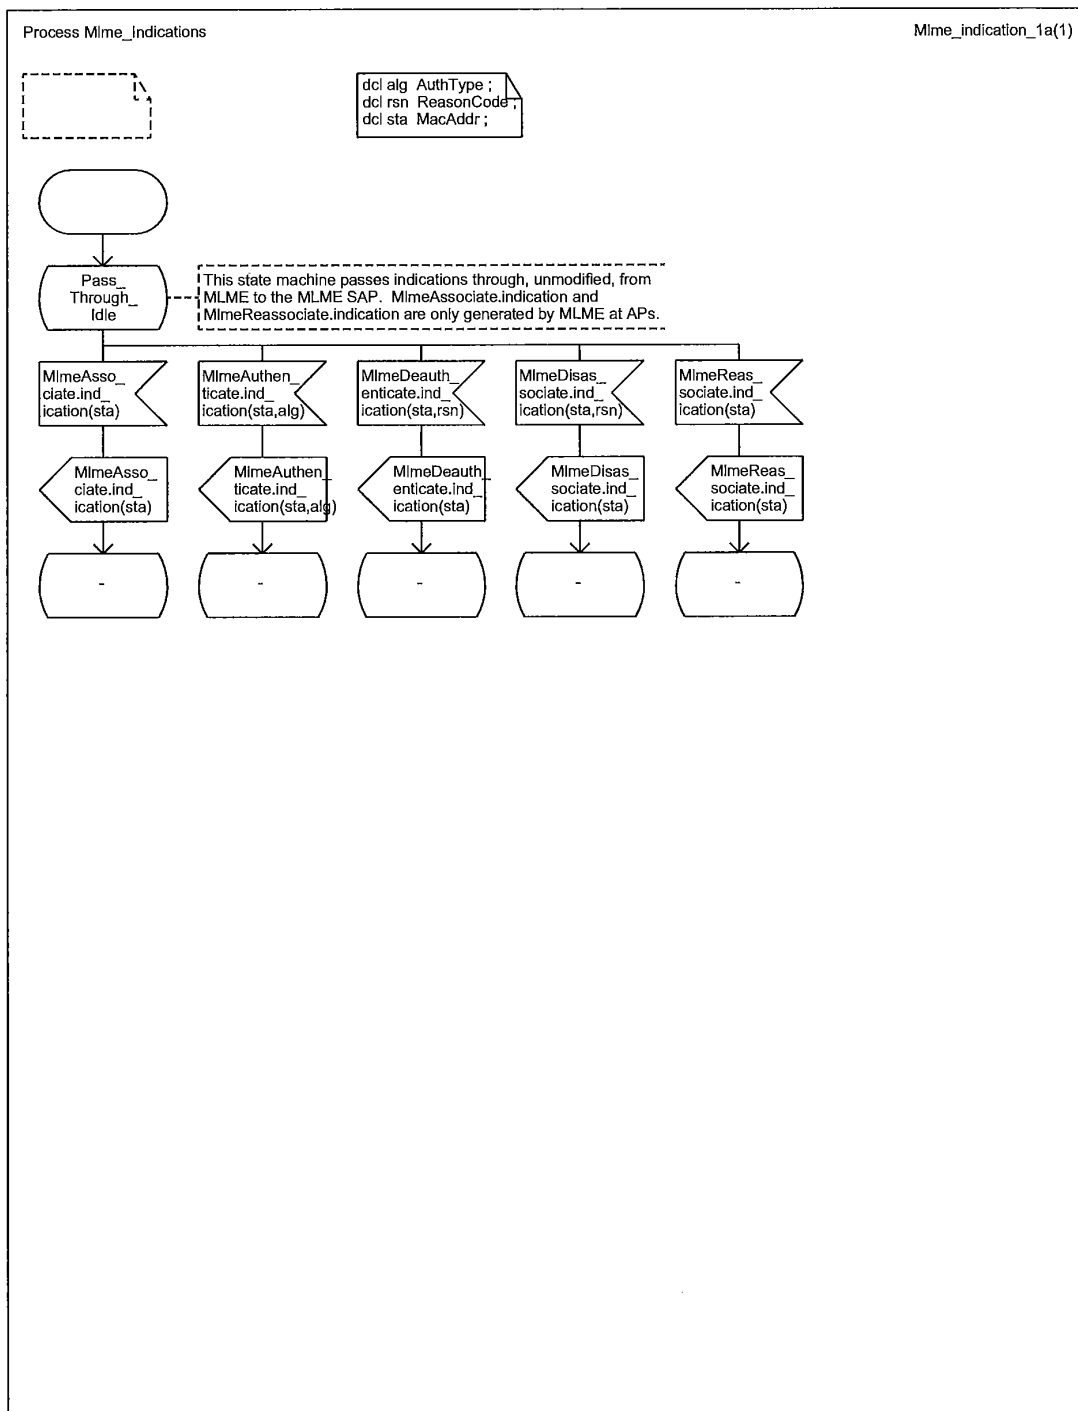 Process Mlme_Indications
Mlme_indication_1a(1)
dcl alg AuthType ;
dcl rsn ReasonCode ;
dcl sta MacAddr ;
Pass_
Through_
Idle
This state machine passes indications through, unmodified, from
MLME to the MLME SAP. MlmeAssociate.indication and
MlmeReassociate.indication are only generated by MLME at APs.
MlmeAsso_
ciate.ind_
ication(sta)
MlmeAuthen_
ticate.ind_
ication(sta,alg)
MlmeDeauth_
enticate.ind_
ication(sta,rsn)
MlmeDisas_
sociate.ind_
ication(sta,rsn)
MlmeReas_
sociate.ind_
ication(sta)
MlmeAsso_
ciate.ind_
ication(sta)
MlmeAuthen_
ticate.ind_
ication(sta,alg)
MlmeDeauth_
enticate.ind_
ication(sta)
MlmeDisas_
sociate.ind_
ication(sta)
MlmeReas_
sociate.ind_
ication(sta)
-
-
-
-
-